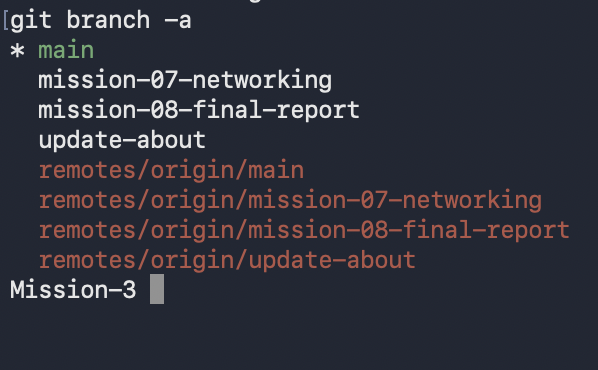 [git branch -a
* main
mission-07-networking
mission-08-final-report
update-about
remotes/origin/main
remotes/origin/mission-07-networking
remotes/origin/mission-08-final-report
remotes/origin/update-about
Mission-3